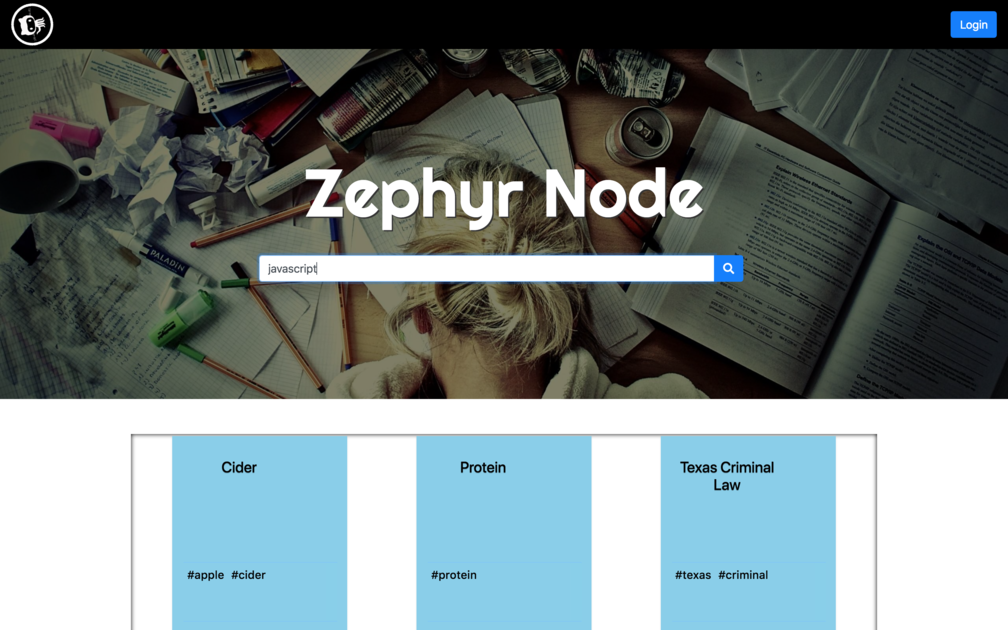 Login
Zephyr Node
javascript
PALADIN
Cider
Protein
Texas Criminal
Law
#apple #cider
#protein
#texas #criminal